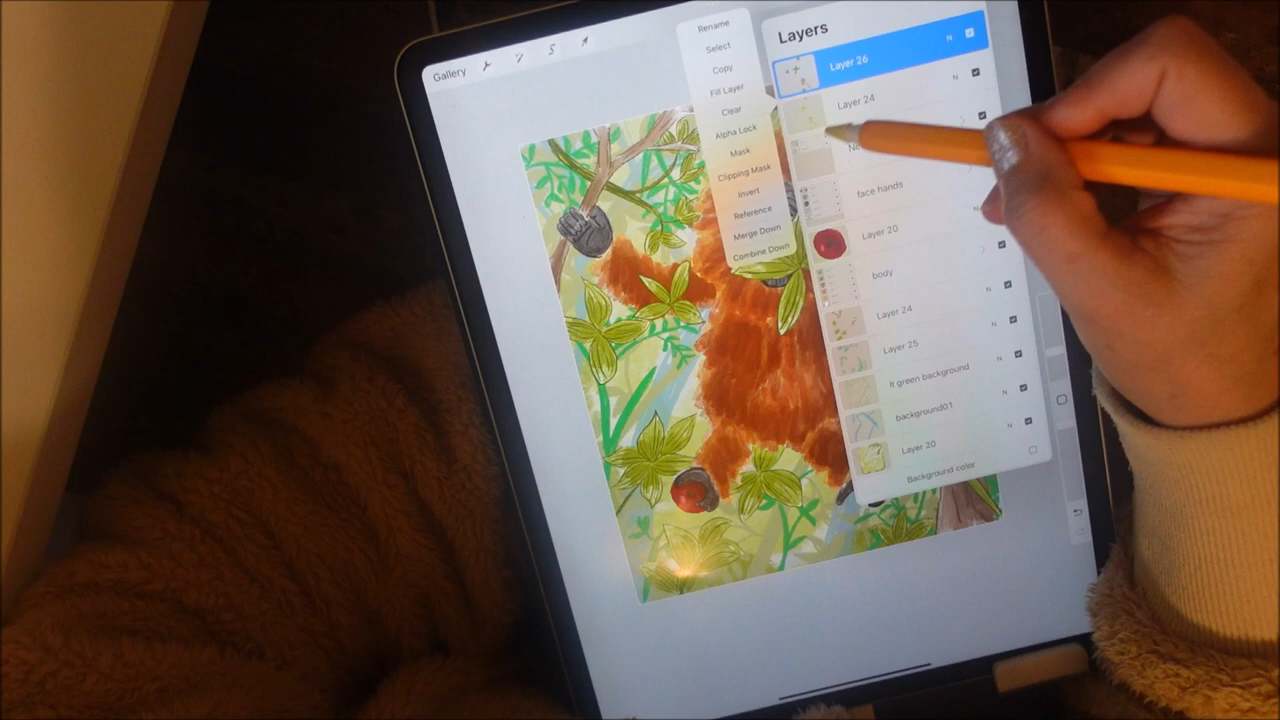 Gallery
Rename
Select
Copy
Fill Layer
Clear
Alpha Lock
Mask
Clipping Mask
Invert
Reference
Merge Down
Combine Down
Layers
Layer 26 N
Layer 24 N
face hands
Layer 20 N
body
Layer 24 N
Layer 25 N
lt green background N
background01 N
Layer 20 N
Background color